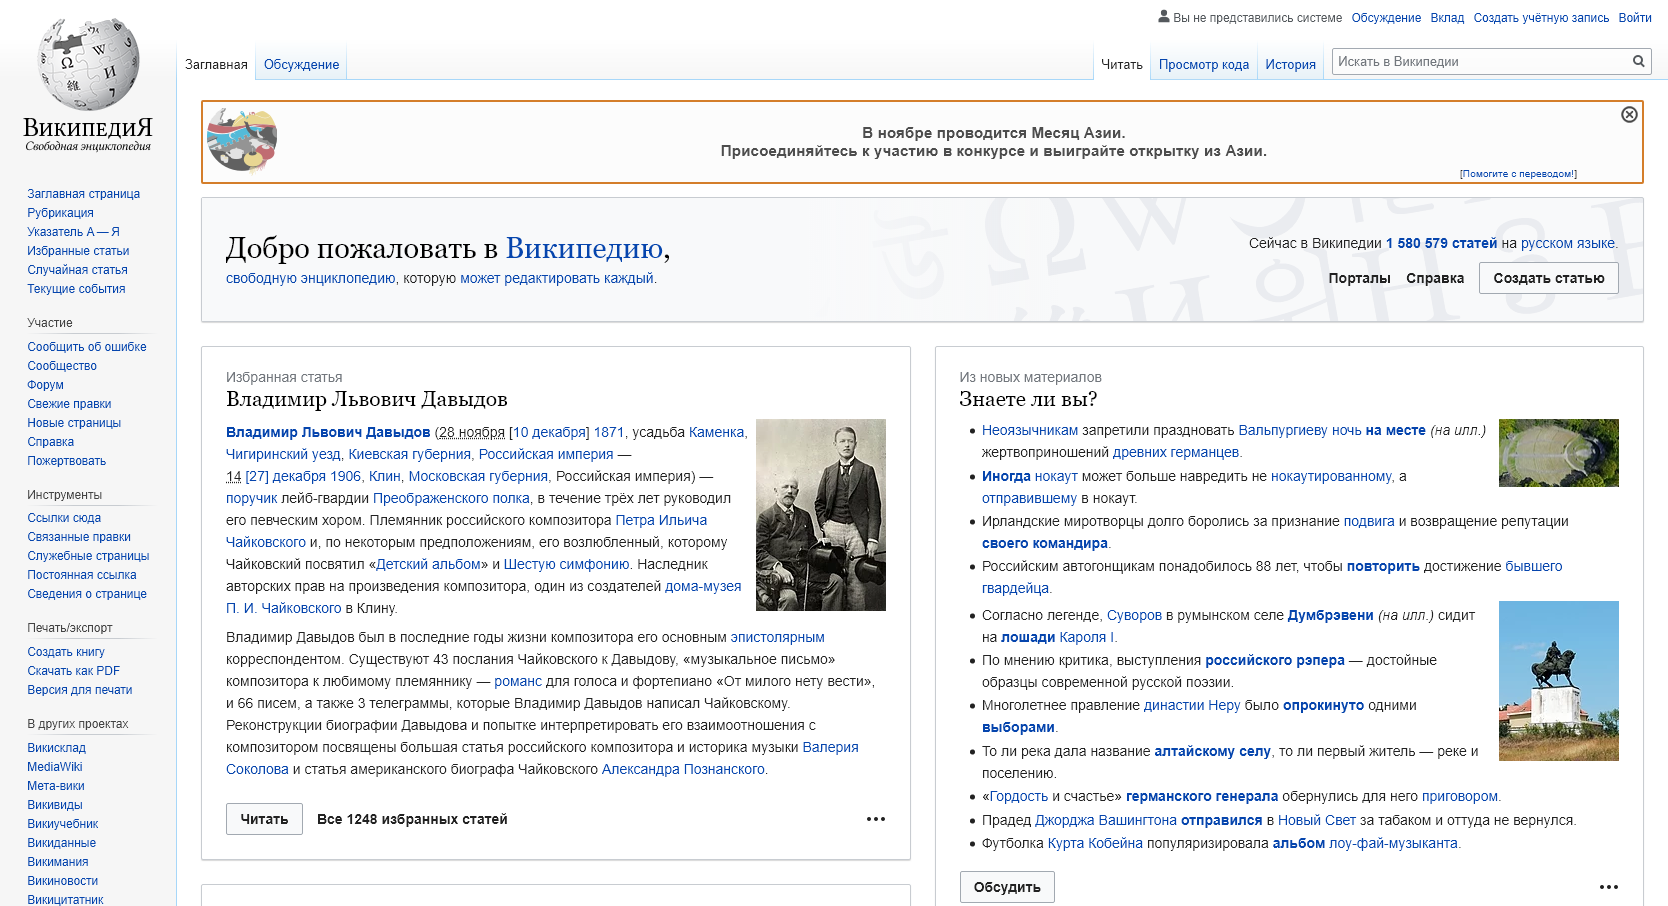 Вы не представились системе Обсуждение Вклад Создать учётную запись Войти
ВикипедиЯ
Свободная энциклопедия
Заглавная Обсуждение
Читать Просмотр кода История Искать в Википедии
Заглавная страница
Рубрикация
Указатель А — Я
Избранные статьи
Случайная статья
Текущие события
Участие
Сообщить об ошибке
Сообщество
Форум
Свежие правки
Новые страницы
Справка
Пожертвовать
Инструменты
Ссылки сюда
Связанные правки
Служебные страницы
Постоянная ссылка
Сведения о странице
Печать/экспорт
Создать книгу
Скачать как PDF
Версия для печати
В других проектах
Викисклад
MediaWiki
Мета-вики
Викивиды
Викиучебник
Викиданные
Викимания
Викиновости
Викицитатник
В ноябре проводится Месяц Азии.
Присоединяйтесь к участию в конкурсе и выиграйте открытку из Азии.
[Помогите с переводом!]
Добро пожаловать в Википедию,
свободную энциклопедию, которую может редактировать каждый.
Сейчас в Википедии 1 580 579 статей на русском языке.
Порталы Справка Создать статью
Избранная статья
Владимир Львович Давыдов
Владимир Львович Давыдов (28 ноября [10 декабря] 1871, усадьба Каменка,
Чигиринский уезд, Киевская губерния, Российская империя —
14 [27] декабря 1906, Клин, Московская губерния, Российская империя) —
поручик лейб-гвардии Преображенского полка, в течение трёх лет руководил
его певческим хором. Племянник российского композитора Петра Ильича
Чайковского и, по некоторым предположениям, его возлюбленный, которому
Чайковский посвятил «Детский альбом» и Шестую симфонию. Наследник
авторских прав на произведения композитора, один из создателей дома-музея
П. И. Чайковского в Клину.
Владимир Давыдов был в последние годы жизни композитора его основным эпистолярным
корреспондентом. Существуют 43 послания Чайковского к Давыдову, «музыкальное письмо»
композитора к любимому племяннику — романс для голоса и фортепиано «От милого нету вести»,
и 66 писем, а также 3 телеграммы, которые Владимир Давыдов написал Чайковскому.
Реконструкции биографии Давыдова и попытке интерпретировать его взаимоотношения с
композитором посвящены большая статья российского композитора и историка музыки Валерия
Соколова и статья американского биографа Чайковского Александра Познанского.
Читать Все 1248 избранных статей
Из новых материалов
Знаете ли вы?
Неоязычникам запретили праздновать Вальпургиеву ночь на месте (на илл.)
жертвоприношений древних германцев.
Иногда нокаут может больше навредить не нокаутированному, а
отправившему в нокаут.
Ирландские миротворцы долго боролись за признание подвига и возвращение репутации
своего командира.
Российским автогонщикам понадобилось 88 лет, чтобы повторить достижение бывшего
гвардейца.
Согласно легенде, Суворов в румынском селе Думбрэвени (на илл.) сидит
на лошади Кароля I.
По мнению критика, выступления российского рэпера — достойные
образцы современной русской поэзии.
Многолетнее правление династии Неру было опрокинуто одними
выборами.
То ли река дала название алтайскому селу, то ли первый житель — реке и
поселению.
«Гордость и счастье» германского генерала обернулись для него приговором.
Прадед Джорджа Вашингтона отправился в Новый Свет за табаком и оттуда не вернулся.
Футболка Курта Кобейна популяризировала альбом лоу-фай-музыканта.
Обсудить